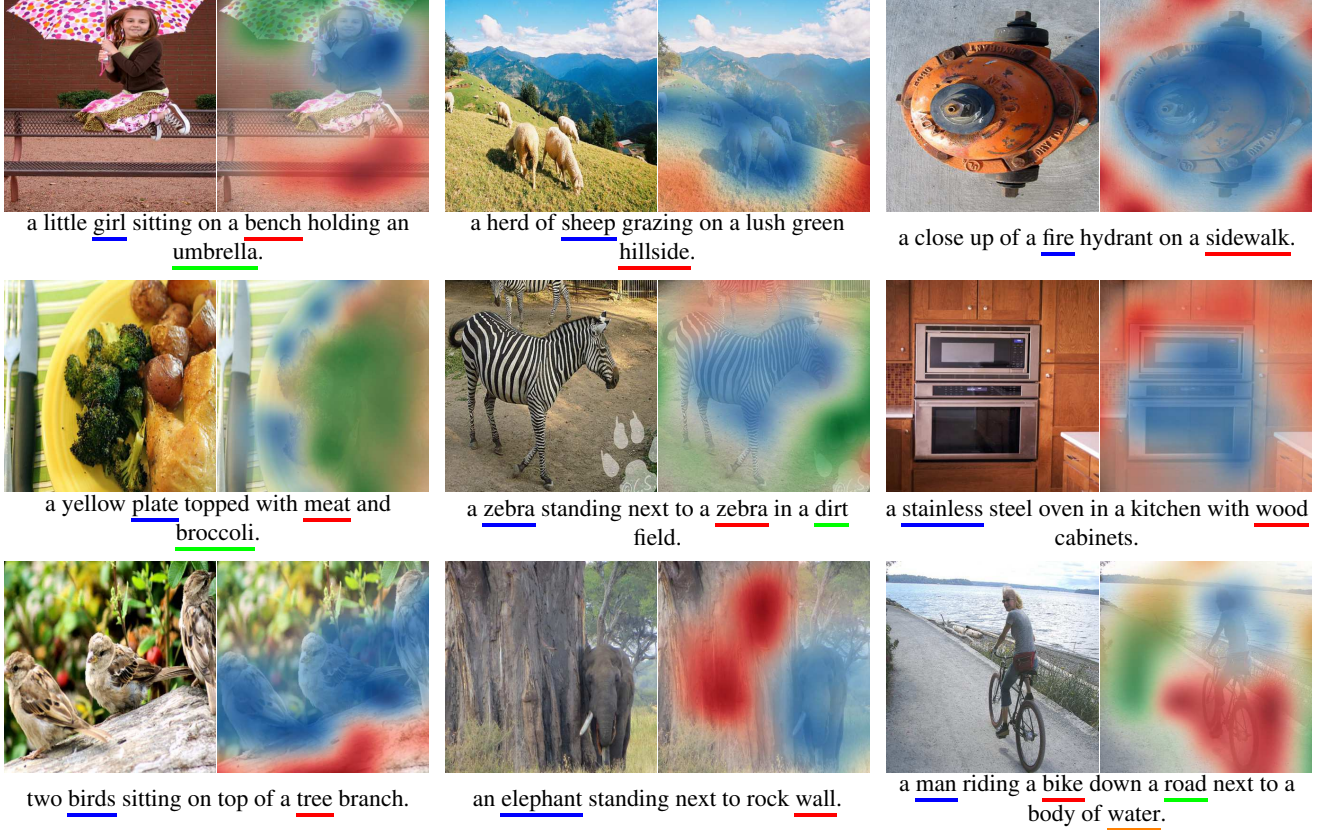 a little girl sitting on a bench holding an
umbrella.
a herd of sheep grazing on a lush green
hillside.
a close up of a fire hydrant on a sidewalk.
a yellow plate topped with meat and
broccoli.
a zebra standing next to a zebra in a dirt
field.
a stainless steel oven in a kitchen with wood
cabinets.
two birds sitting on top of a tree branch.
an elephant standing next to rock wall.
a man riding a bike down a road next to a
body of water.